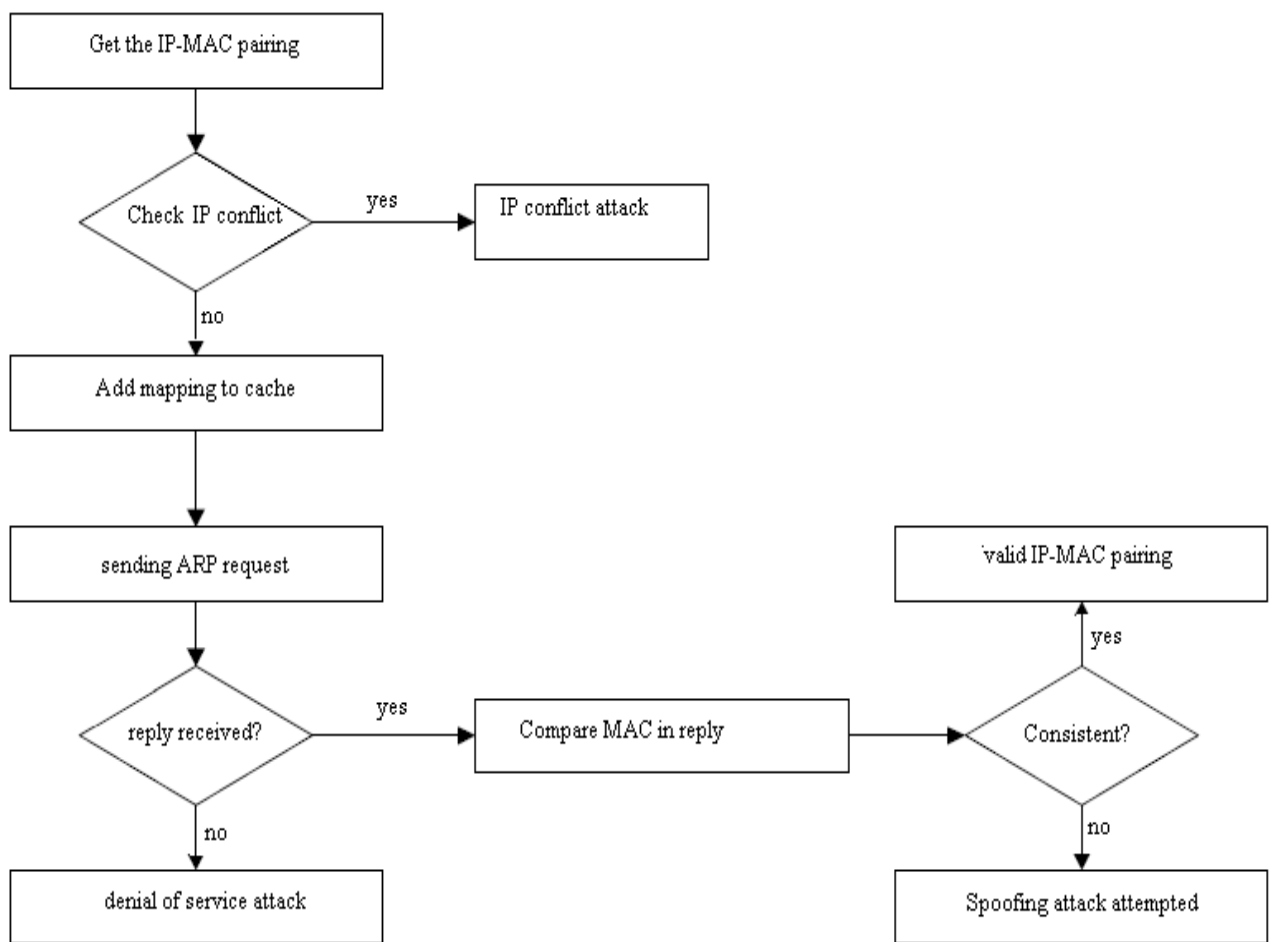 Get the IP-MAC pairing
Check IP conflict
yes
IP conflict attack
no
Add mapping to cache
sending ARP request
valid IP-MAC pairing
yes
reply received?
yes
Compare MAC in reply
Consistent?
no
no
denial of service attack
Spoofing attack attempted